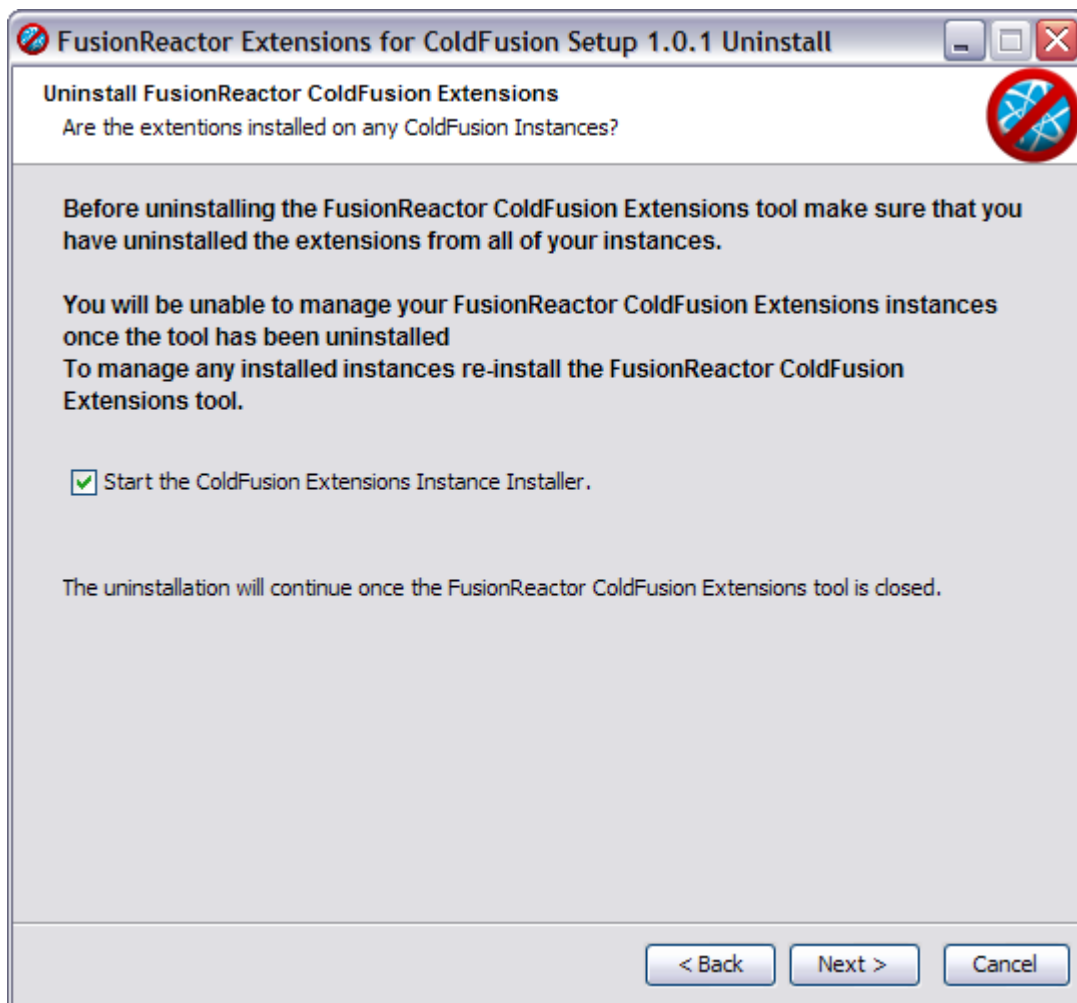 FusionReactor Extensions for ColdFusion Setup 1.0.1 Uninstall
Uninstall FusionReactor ColdFusion Extensions
Are the extentions installed on any ColdFusion Instances?
Before uninstalling the FusionReactor ColdFusion Extensions tool make sure that you
have uninstalled the extensions from all of your instances.
You will be unable to manage your FusionReactor ColdFusion Extensions instances
once the tool has been uninstalled
To manage any installed instances re-install the FusionReactor ColdFusion
Extensions tool.
Start the ColdFusion Extensions Instance Installer.
The uninstallation will continue once the FusionReactor ColdFusion Extensions tool is closed.
< Back Next > Cancel